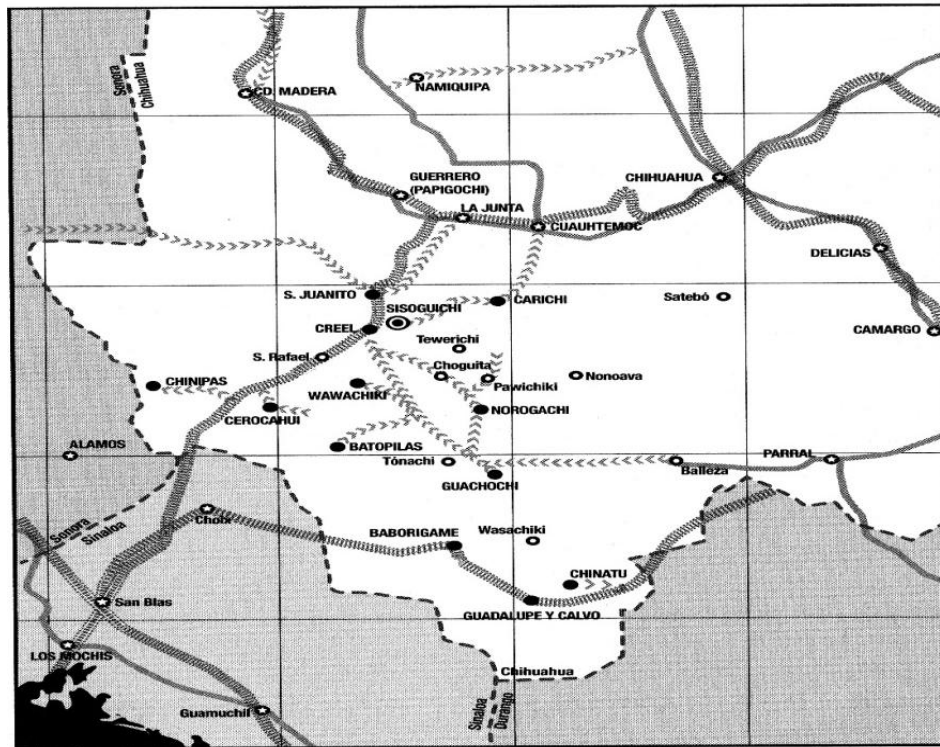 Sonora
Chihuahua
CD. MADERA
NAMIQUIPA
GUERRERO
(PAPIGOCHI)
LA JUNTA
CUAUHTEMOC
CHIHUAHUA
DELICIAS
S. JUANITO
SISOGUICHI
CARICHI
Satebó
CREEL
CAMARGO
Tewerichi
S. Rafael
Choguita
Pawichiki
Nonoava
CHINIPAS
WAWACHIKI
NOROGACHI
CEROCAHUI
ALAMOS
BATOPILAS
Tónachi
GUACHOCHI
Balleza
PARRAL
Choix
Sonora
Sinaloa
BABORIGAME
Wasachiki
CHINATU
San Blas
GUADALUPE Y CALVO
LOS MOCHIS
Chihuahua
Guamuchil
Sinaloa
Durango